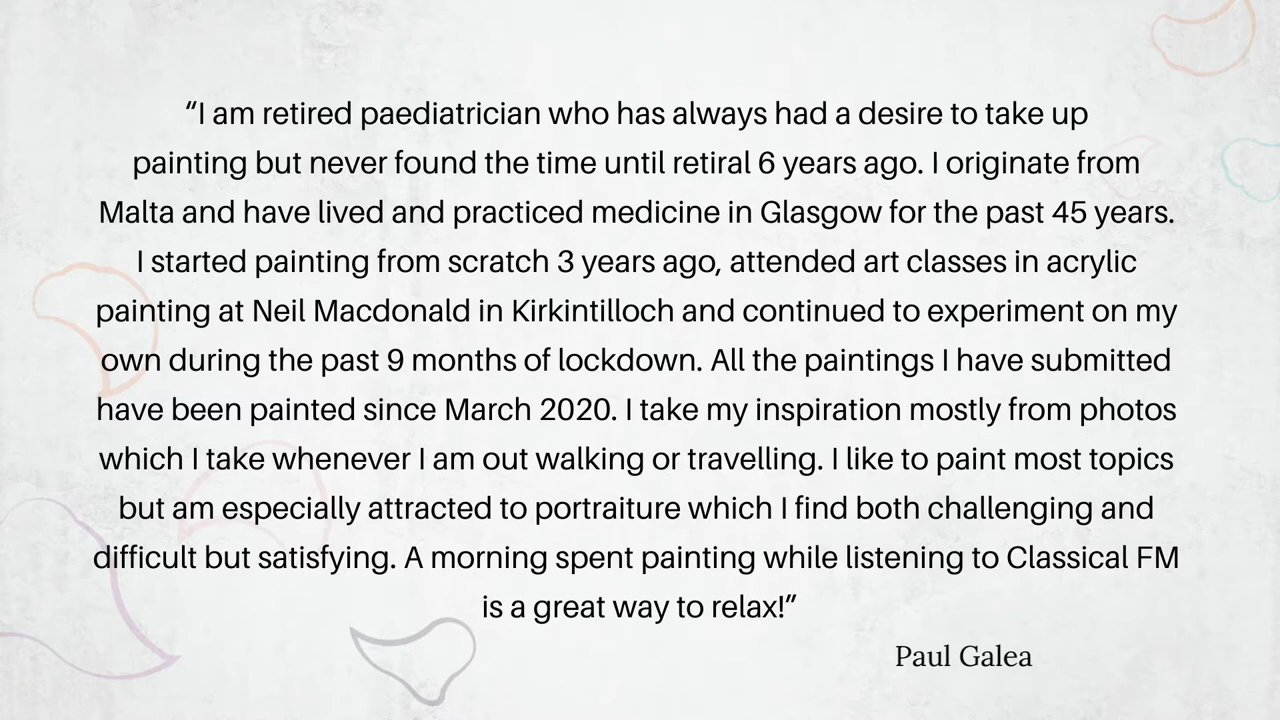 “I am retired paediatrician who has always had a desire to take up
painting but never found the time until retiral 6 years ago. I originate from
Malta and have lived and practiced medicine in Glasgow for the past 45 years.
I started painting from scratch 3 years ago, attended art classes in acrylic
painting at Neil Macdonald in Kirkintilloch and continued to experiment on my
own during the past 9 months of lockdown. All the paintings I have submitted
have been painted since March 2020. I take my inspiration mostly from photos
which I take whenever I am out walking or travelling. I like to paint most topics
but am especially attracted to portraiture which I find both challenging and
difficult but satisfying. A morning spent painting while listening to Classical FM
is a great way to relax!”
Paul Galea